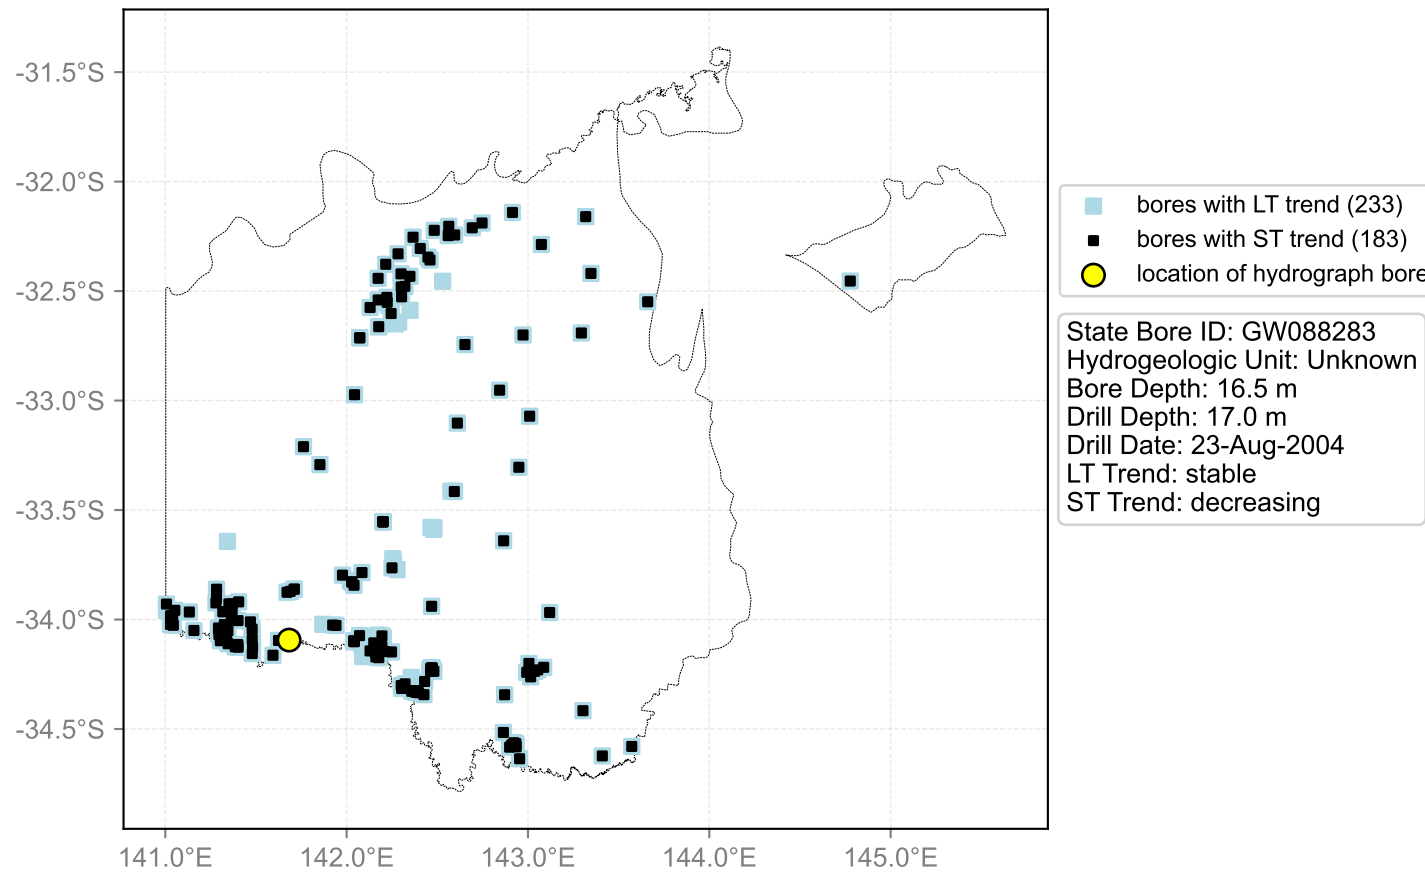 -31.5°S
-32.0°S
-32.5°S
-33.0°S
-33.5°S
-34.0°S
-34.5°S
141.0°E 142.0°E 143.0°E 144.0°E 145.0°E
bores with LT trend (233)
bores with ST trend (183)
location of hydrograph bore
State Bore ID: GW088283
Hydrogeologic Unit: Unknown
Bore Depth: 16.5 m
Drill Depth: 17.0 m
Drill Date: 23-Aug-2004
LT Trend: stable
ST Trend: decreasing